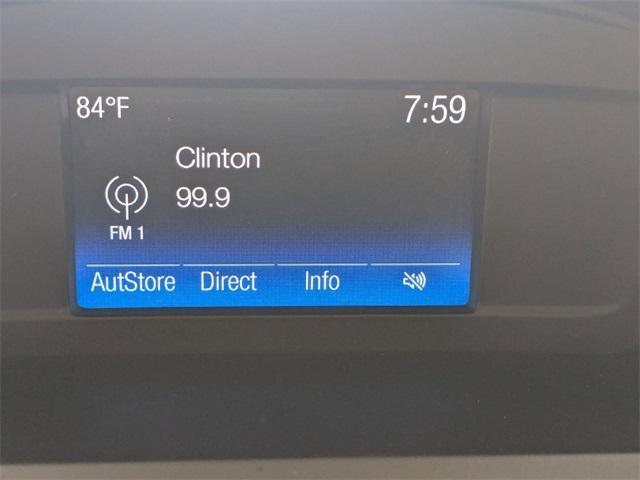 84°F 7:59
Clinton
99.9
FM 1
AutStore Direct Info